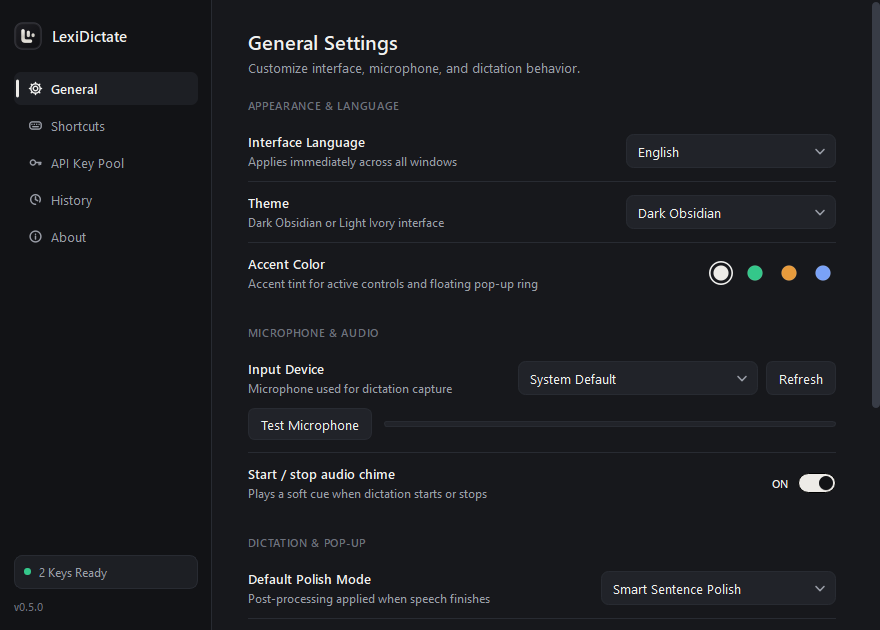 LexiDictate
General
Shortcuts
API Key Pool
History
About
2 Keys Ready
v0.5.0
General Settings
Customize interface, microphone, and dictation behavior.
APPEARANCE & LANGUAGE
Interface Language
Applies immediately across all windows
English
Theme
Dark Obsidian or Light Ivory interface
Dark Obsidian
Accent Color
Accent tint for active controls and floating pop-up ring
MICROPHONE & AUDIO
Input Device
Microphone used for dictation capture
System Default
Refresh
Test Microphone
Start / stop audio chime
Plays a soft cue when dictation starts or stops
ON
DICTATION & POP-UP
Default Polish Mode
Post-processing applied when speech finishes
Smart Sentence Polish